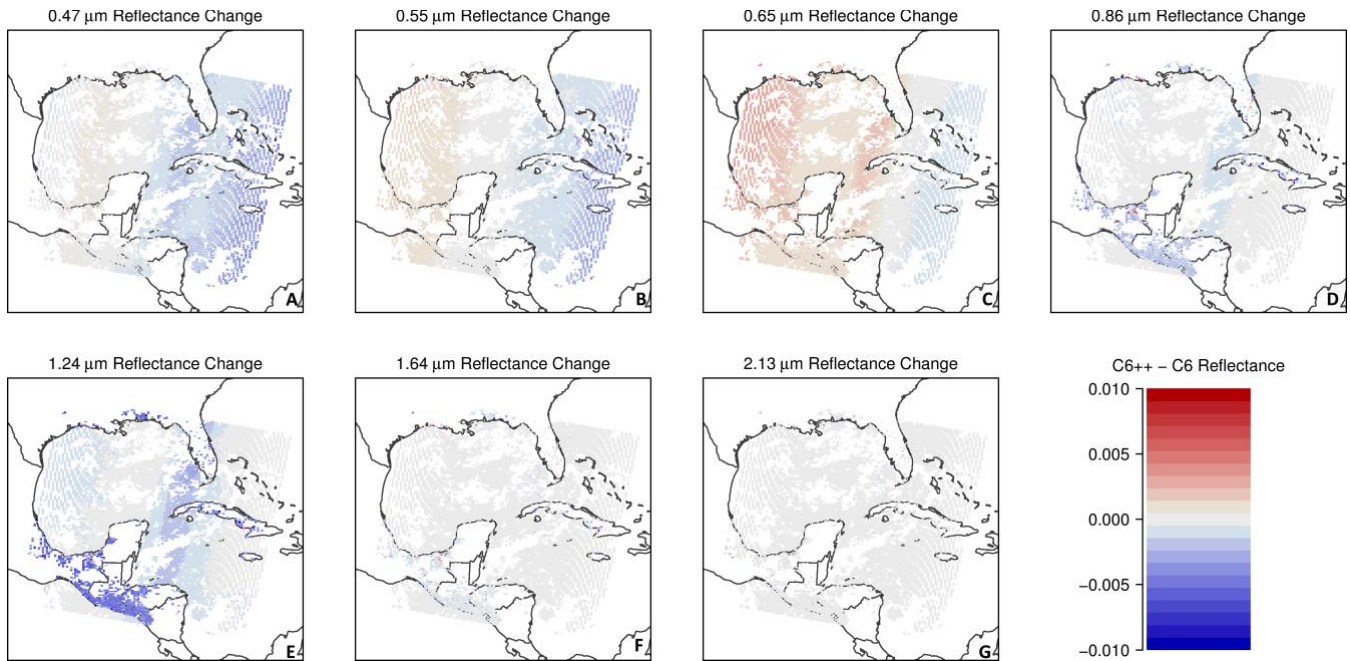 0.47 μm Reflectance Change
0.55 μm Reflectance Change
0.65 μm Reflectance Change
0.86 μm Reflectance Change
A
B
C
D
1.24 μm Reflectance Change
1.64 μm Reflectance Change
2.13 μm Reflectance Change
C6++ − C6 Reflectance
0.010
0.005
0.000
−0.005
−0.010
E
F
G